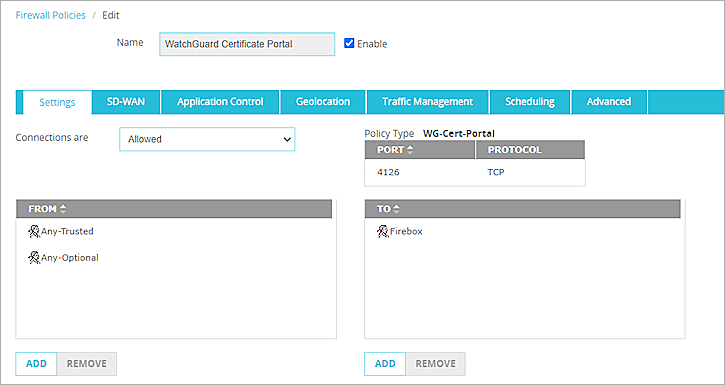 Firewall Policies / Edit
Name WatchGuard Certificate Portal Enable
Settings SD-WAN Application Control Geolocation Traffic Management Scheduling Advanced
Connections are Allowed
Policy Type WG-Cert-Portal
PORT PROTOCOL
4126 TCP
FROM
Any-Trusted
Any-Optional
TO
Firebox
ADD REMOVE
ADD REMOVE